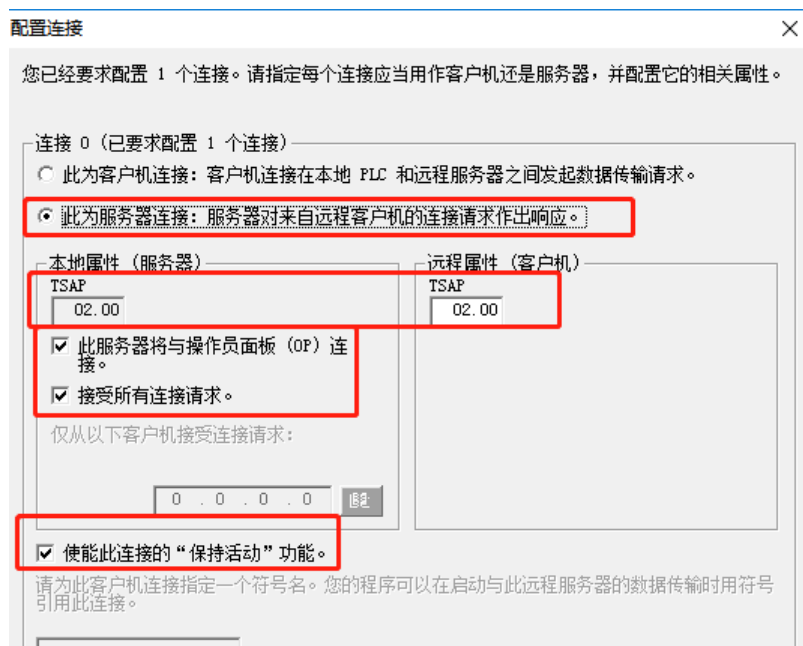 配置连接
您已经要求配置 1 个连接。请指定每个连接应当用作客户机还是服务器，并配置它的相关属性。
连接 0（已要求配置 1 个连接）
此为客户机连接：客户机连接在本地 PLC 和远程服务器之间发起数据传输请求。
此为服务器连接：服务器对来自远程客户机的连接请求作出响应。
本地属性（服务器）
远程属性（客户机）
TSAP
TSAP
02.00
02.00
此服务器将与操作员面板（OP）连
接。
接受所有连接请求。
仅从以下客户机接受连接请求：
0 . 0 . 0 . 0
使能此连接的“保持活动”功能。
请为此客户机连接指定一个符号名。您的程序可以在启动与此远程服务器的数据传输时用符号
引用此连接。